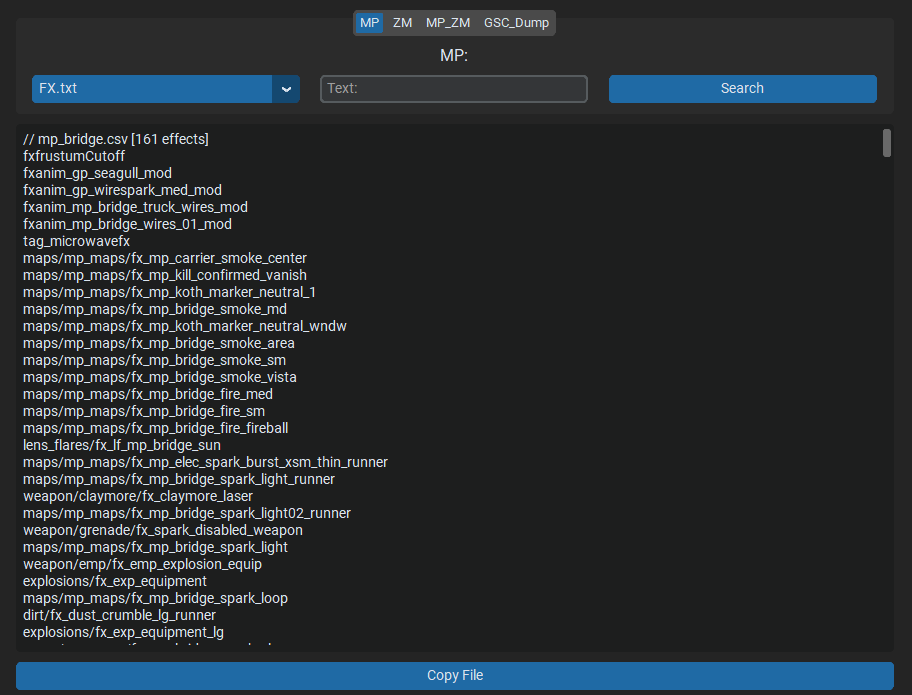 MP ZM MP_ZM GSC_Dump
MP:
FX.txt Text: Search
// mp_bridge.csv [161 effects]
fxfrustumCutoff
fxanim_gp_seagull_mod
fxanim_gp_wirespark_med_mod
fxanim_mp_bridge_truck_wires_mod
fxanim_mp_bridge_wires_01_mod
tag_microwavefx
maps/mp_maps/fx_mp_carrier_smoke_center
maps/mp_maps/fx_mp_kill_confirmed_vanish
maps/mp_maps/fx_mp_koth_marker_neutral_1
maps/mp_maps/fx_mp_bridge_smoke_md
maps/mp_maps/fx_mp_koth_marker_neutral_wndw
maps/mp_maps/fx_mp_bridge_smoke_area
maps/mp_maps/fx_mp_bridge_smoke_sm
maps/mp_maps/fx_mp_bridge_smoke_vista
maps/mp_maps/fx_mp_bridge_fire_med
maps/mp_maps/fx_mp_bridge_fire_sm
maps/mp_maps/fx_mp_bridge_fire_fireball
lens_flares/fx_lf_mp_bridge_sun
maps/mp_maps/fx_mp_elec_spark_burst_xsm_thin_runner
maps/mp_maps/fx_mp_bridge_spark_light_runner
weapon/claymore/fx_claymore_laser
maps/mp_maps/fx_mp_bridge_spark_light02_runner
weapon/grenade/fx_spark_disabled_weapon
maps/mp_maps/fx_mp_bridge_spark_light
weapon/emp/fx_emp_explosion_equip
explosions/fx_exp_equipment
maps/mp_maps/fx_mp_bridge_spark_loop
dirt/fx_dust_crumble_lg_runner
explosions/fx_exp_equipment_lg
Copy File